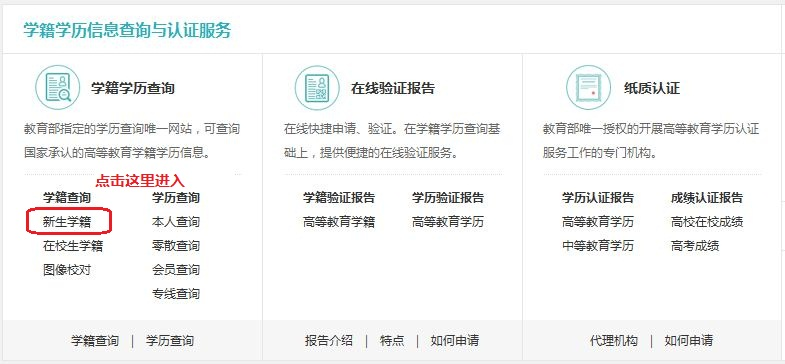 学籍学历信息查询与认证服务
学籍学历查询
教育部指定的学历查询唯一网站，可查询
国家承认的高等教育学籍学历信息。
点击这里进入
学籍查询 学历查询
新生学籍 本人查询
在校生学籍 零散查询
图像校对 会员查询
专线查询
学籍查询 | 学历查询
在线验证报告
在线快捷申请、验证。在学籍学历查询基
础上，提供便捷的在线验证服务。
学籍验证报告 学历验证报告
高等教育学籍 高等教育学历
报告介绍 | 特点 | 如何申请
纸质认证
教育部唯一授权的开展高等教育学历认证
服务工作的专门机构。
学历认证报告 成绩认证报告
高等教育学历 高校在校成绩
中等教育学历 高考成绩
代理机构 | 如何申请